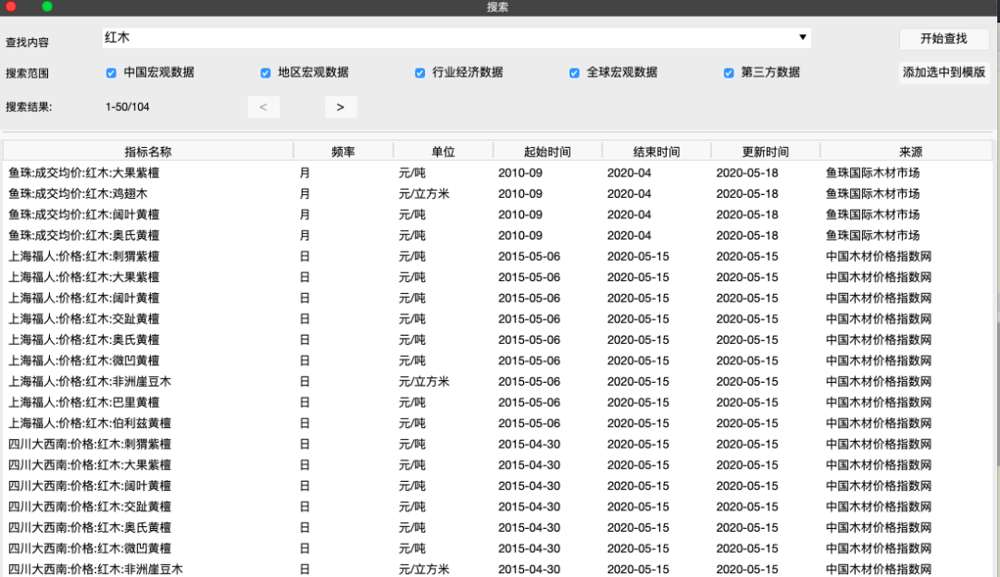 搜索
查找内容 红木 开始查找
搜索范围 中国宏观数据 地区宏观数据 行业经济数据 全球宏观数据 第三方数据 添加选中到模版
搜索结果: 1-50/104 < >
指标名称 频率 单位 起始时间 结束时间 更新时间 来源
鱼珠:成交均价:红木:大果紫檀 月 元/吨 2010-09 2020-04 2020-05-18 鱼珠国际木材市场
鱼珠:成交均价:红木:鸡翅木 月 元/立方米 2010-09 2020-04 2020-05-18 鱼珠国际木材市场
鱼珠:成交均价:红木:阔叶黄檀 月 元/吨 2010-09 2020-04 2020-05-18 鱼珠国际木材市场
鱼珠:成交均价:红木:奥氏黄檀 月 元/吨 2010-09 2020-04 2020-05-18 鱼珠国际木材市场
上海福人:价格:红木:刺猬紫檀 日 元/吨 2015-05-06 2020-05-15 2020-05-15 中国木材价格指数网
上海福人:价格:红木:大果紫檀 日 元/吨 2015-05-06 2020-05-15 2020-05-15 中国木材价格指数网
上海福人:价格:红木:阔叶黄檀 日 元/吨 2015-05-06 2020-05-15 2020-05-15 中国木材价格指数网
上海福人:价格:红木:交趾黄檀 日 元/吨 2015-05-06 2020-05-15 2020-05-15 中国木材价格指数网
上海福人:价格:红木:奥氏黄檀 日 元/吨 2015-05-06 2020-05-15 2020-05-15 中国木材价格指数网
上海福人:价格:红木:微凹黄檀 日 元/吨 2015-05-06 2020-05-15 2020-05-15 中国木材价格指数网
上海福人:价格:红木:非洲崖豆木 日 元/立方米 2015-05-06 2020-05-15 2020-05-15 中国木材价格指数网
上海福人:价格:红木:巴里黄檀 日 元/吨 2015-05-06 2020-05-15 2020-05-15 中国木材价格指数网
上海福人:价格:红木:伯利兹黄檀 日 元/吨 2015-05-06 2020-05-15 2020-05-15 中国木材价格指数网
四川大西南:价格:红木:刺猬紫檀 日 元/吨 2015-04-30 2020-05-15 2020-05-15 中国木材价格指数网
四川大西南:价格:红木:大果紫檀 日 元/吨 2015-04-30 2020-05-15 2020-05-15 中国木材价格指数网
四川大西南:价格:红木:阔叶黄檀 日 元/吨 2015-04-30 2020-05-15 2020-05-15 中国木材价格指数网
四川大西南:价格:红木:交趾黄檀 日 元/吨 2015-04-30 2020-05-15 2020-05-15 中国木材价格指数网
四川大西南:价格:红木:奥氏黄檀 日 元/吨 2015-04-30 2020-05-15 2020-05-15 中国木材价格指数网
四川大西南:价格:红木:微凹黄檀 日 元/吨 2015-04-30 2020-05-15 2020-05-15 中国木材价格指数网
四川大西南:价格:红木:非洲崖豆木 日 元/立方米 2015-04-30 2020-05-15 2020-05-15 中国木材价格指数网